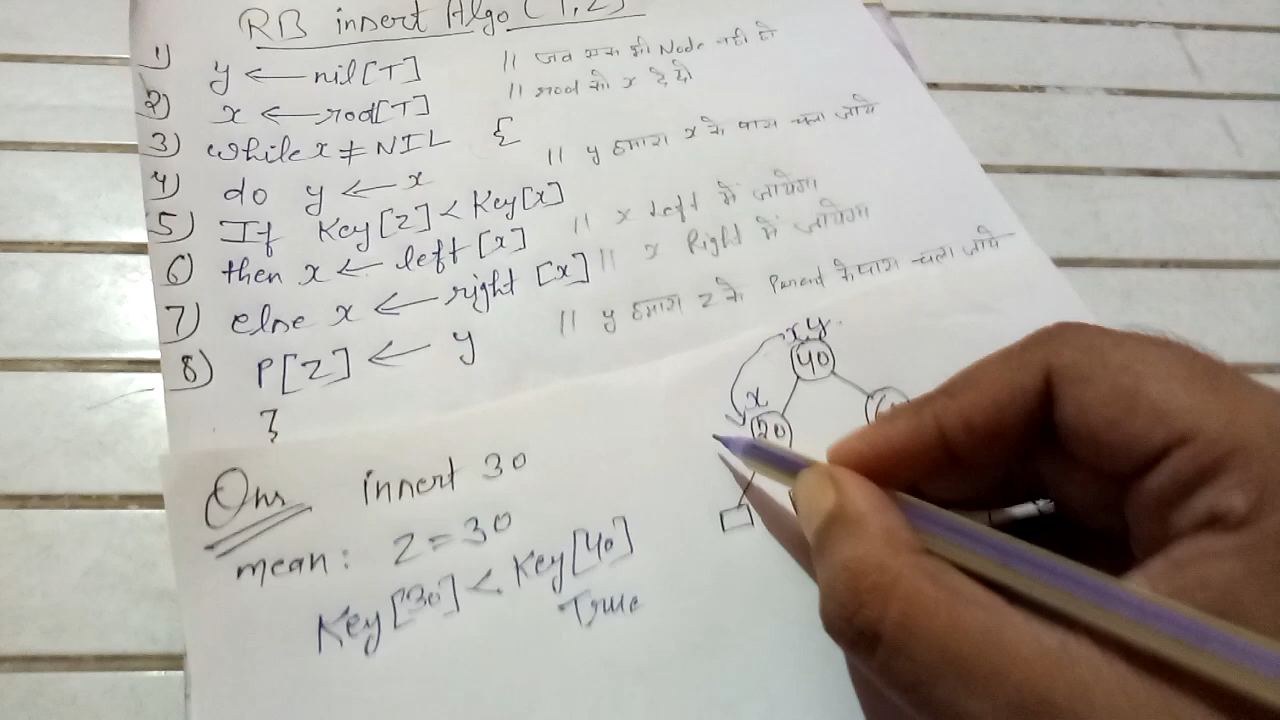 RB insert Algo (T,Z)
1) y ← nil[T] // जब एक भी Node नही हो
2) x ← root[T] // root को x दे दो
3) while x ≠ NIL {
4) do y ← x // y हमारा x के पास चला जाये
5) If Key[Z] < Key[x]
6) then x ← left [x] // x Left में जायेगा
7) else x ← right [x] // x Right में जायेगा
8) P[Z] ← y // y हमारा Z के Parent के पास चला जाये
}
x y
40
x
20
Ons insert 30
mean: Z = 30
Key[30] < Key[40]
True